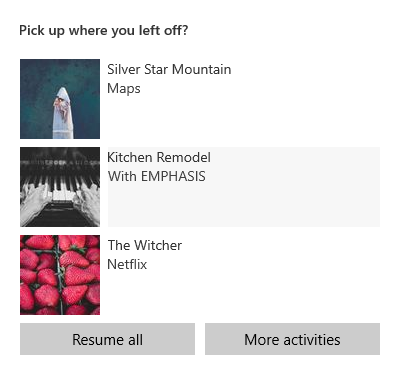 Pick up where you left off?
Silver Star Mountain
Maps
Kitchen Remodel
With EMPHASIS
The Witcher
Netflix
Resume all
More activities